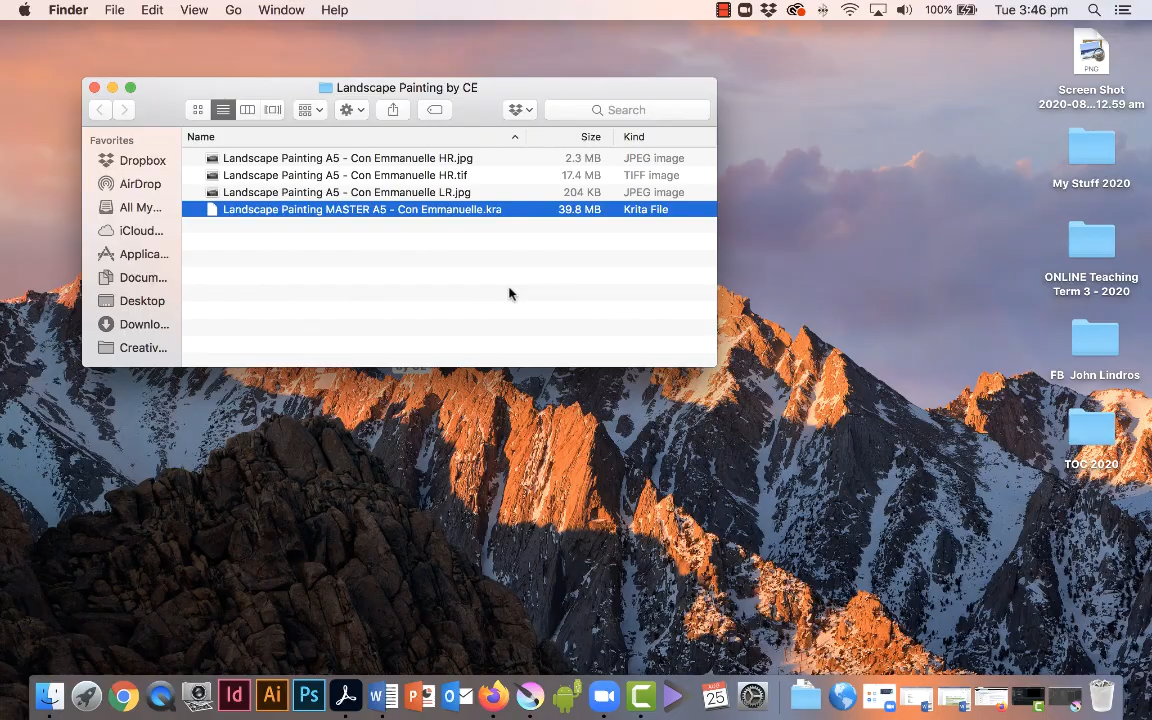 Finder File Edit View Go Window Help 100% Tue 3:46 pm
Landscape Painting by CE
Search
Favorites
Dropbox
AirDrop
All My...
iCloud...
Applica...
Docum...
Desktop
Downlo...
Creativ...
Name Size Kind
Landscape Painting A5 - Con Emmanuelle HR.jpg 2.3 MB JPEG image
Landscape Painting A5 - Con Emmanuelle HR.tif 17.4 MB TIFF image
Landscape Painting A5 - Con Emmanuelle LR.jpg 204 KB JPEG image
Landscape Painting MASTER A5 - Con Emmanuelle.kra 39.8 MB Krita File
PNG
Screen Shot
2020-08...12.59 am
My Stuff 2020
ONLINE Teaching
Term 3 - 2020
FB John Lindros
TOC 2020
Id Ai Ps W P O C 25